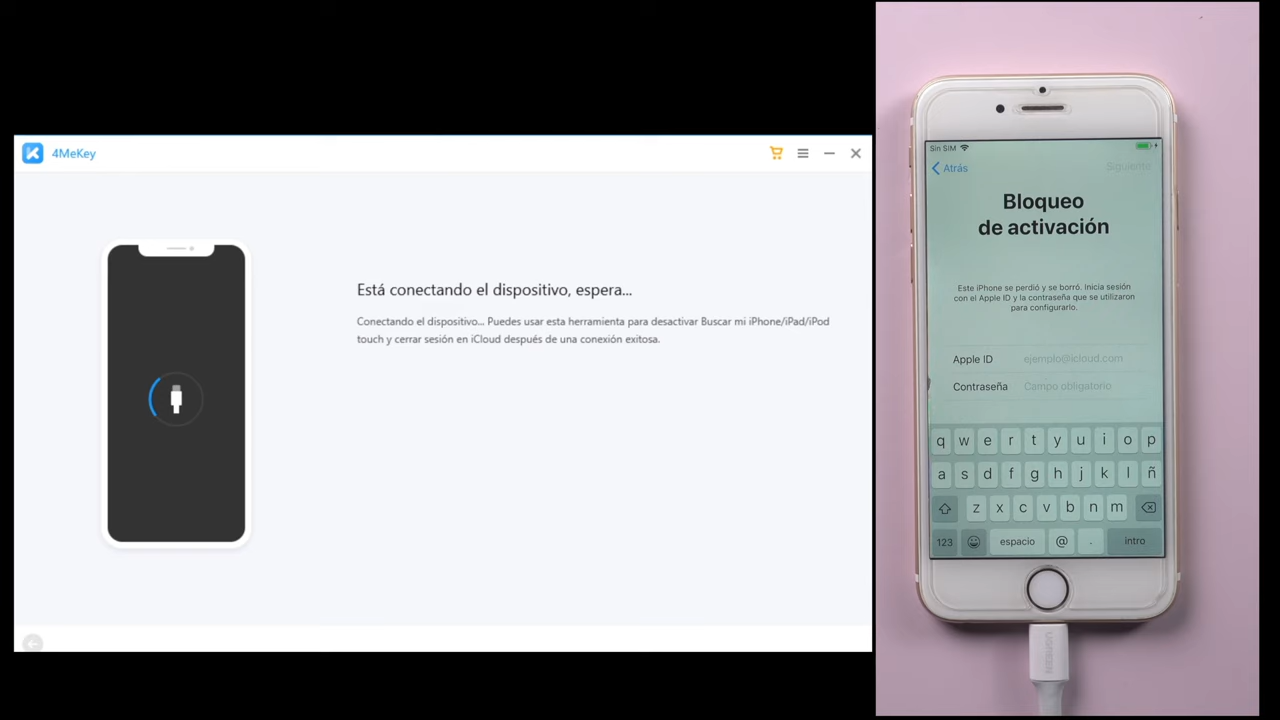 4MeKey
Está conectando el dispositivo, espera...
Conectando el dispositivo... Puedes usar esta herramienta para desactivar Buscar mi iPhone/iPad/iPod
touch y cerrar sesión en iCloud después de una conexión exitosa.
Sin SIM
Atrás
Siguiente
Bloqueo
de activación
Este iPhone se perdió y se borró. Inicia sesión
con el Apple ID y la contraseña que se utilizaron
para configurarlo.
Apple ID ejemplo@icloud.com
Contraseña Campo obligatorio
q w e r t y u i o p
a s d f g h j k l ñ
z x c v b n m
123 espacio @ . intro
UGREEN